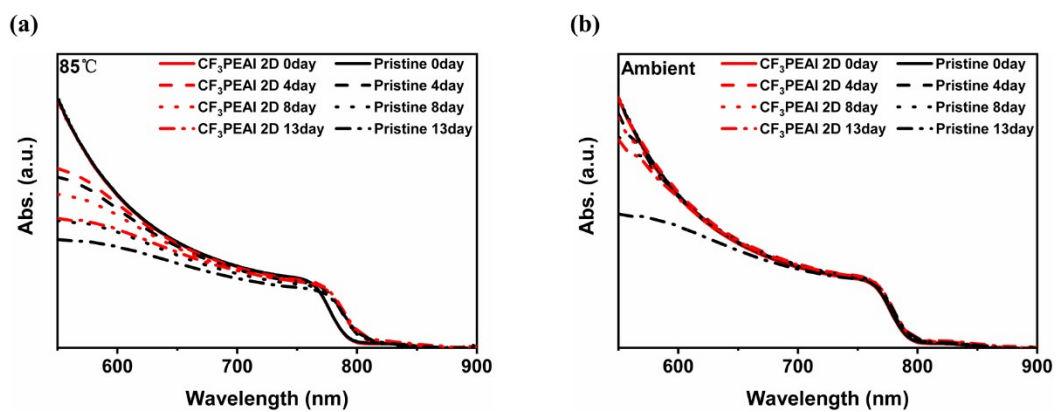 (a)
85℃
CF₃PEAI 2D 0day
CF₃PEAI 2D 4day
CF₃PEAI 2D 8day
CF₃PEAI 2D 13day
Pristine 0day
Pristine 4day
Pristine 8day
Pristine 13day
Abs. (a.u.)
600 700 800 900
Wavelength (nm)
(b)
Ambient
CF₃PEAI 2D 0day
CF₃PEAI 2D 4day
CF₃PEAI 2D 8day
CF₃PEAI 2D 13day
Pristine 0day
Pristine 4day
Pristine 8day
Pristine 13day
Abs. (a.u.)
600 700 800 900
Wavelength (nm)